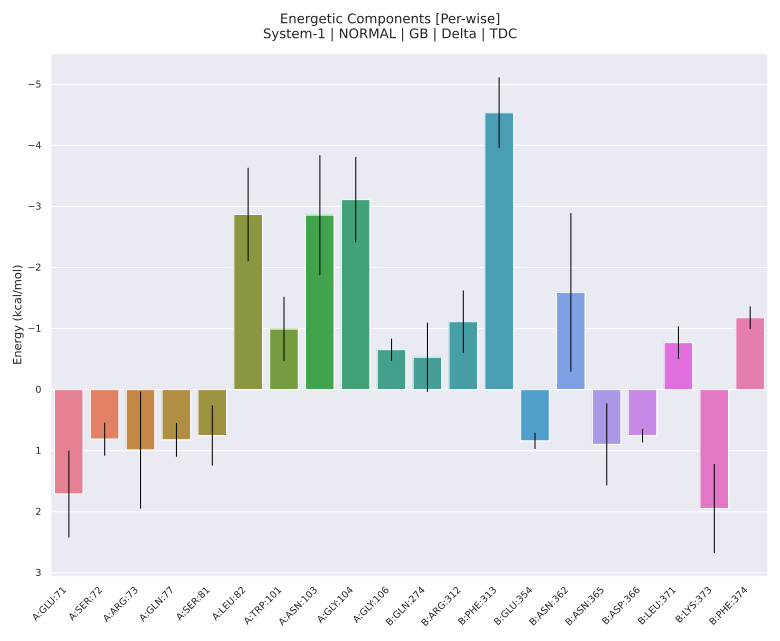 Energetic Components [Per-wise]
System-1 | NORMAL | GB | Delta | TDC
Energy (kcal/mol)
−5
−4
−3
−2
−1
0
1
2
3
A:GLU:71
A:SER:72
A:ARG:73
A:GLN:77
A:SER:81
A:LEU:82
A:TRP:101
A:ASN:103
A:GLY:104
A:GLY:106
B:GLN:274
B:ARG:312
B:PHE:313
B:GLU:354
B:ASN:362
B:ASN:365
B:ASP:366
B:LEU:371
B:LYS:373
B:PHE:374